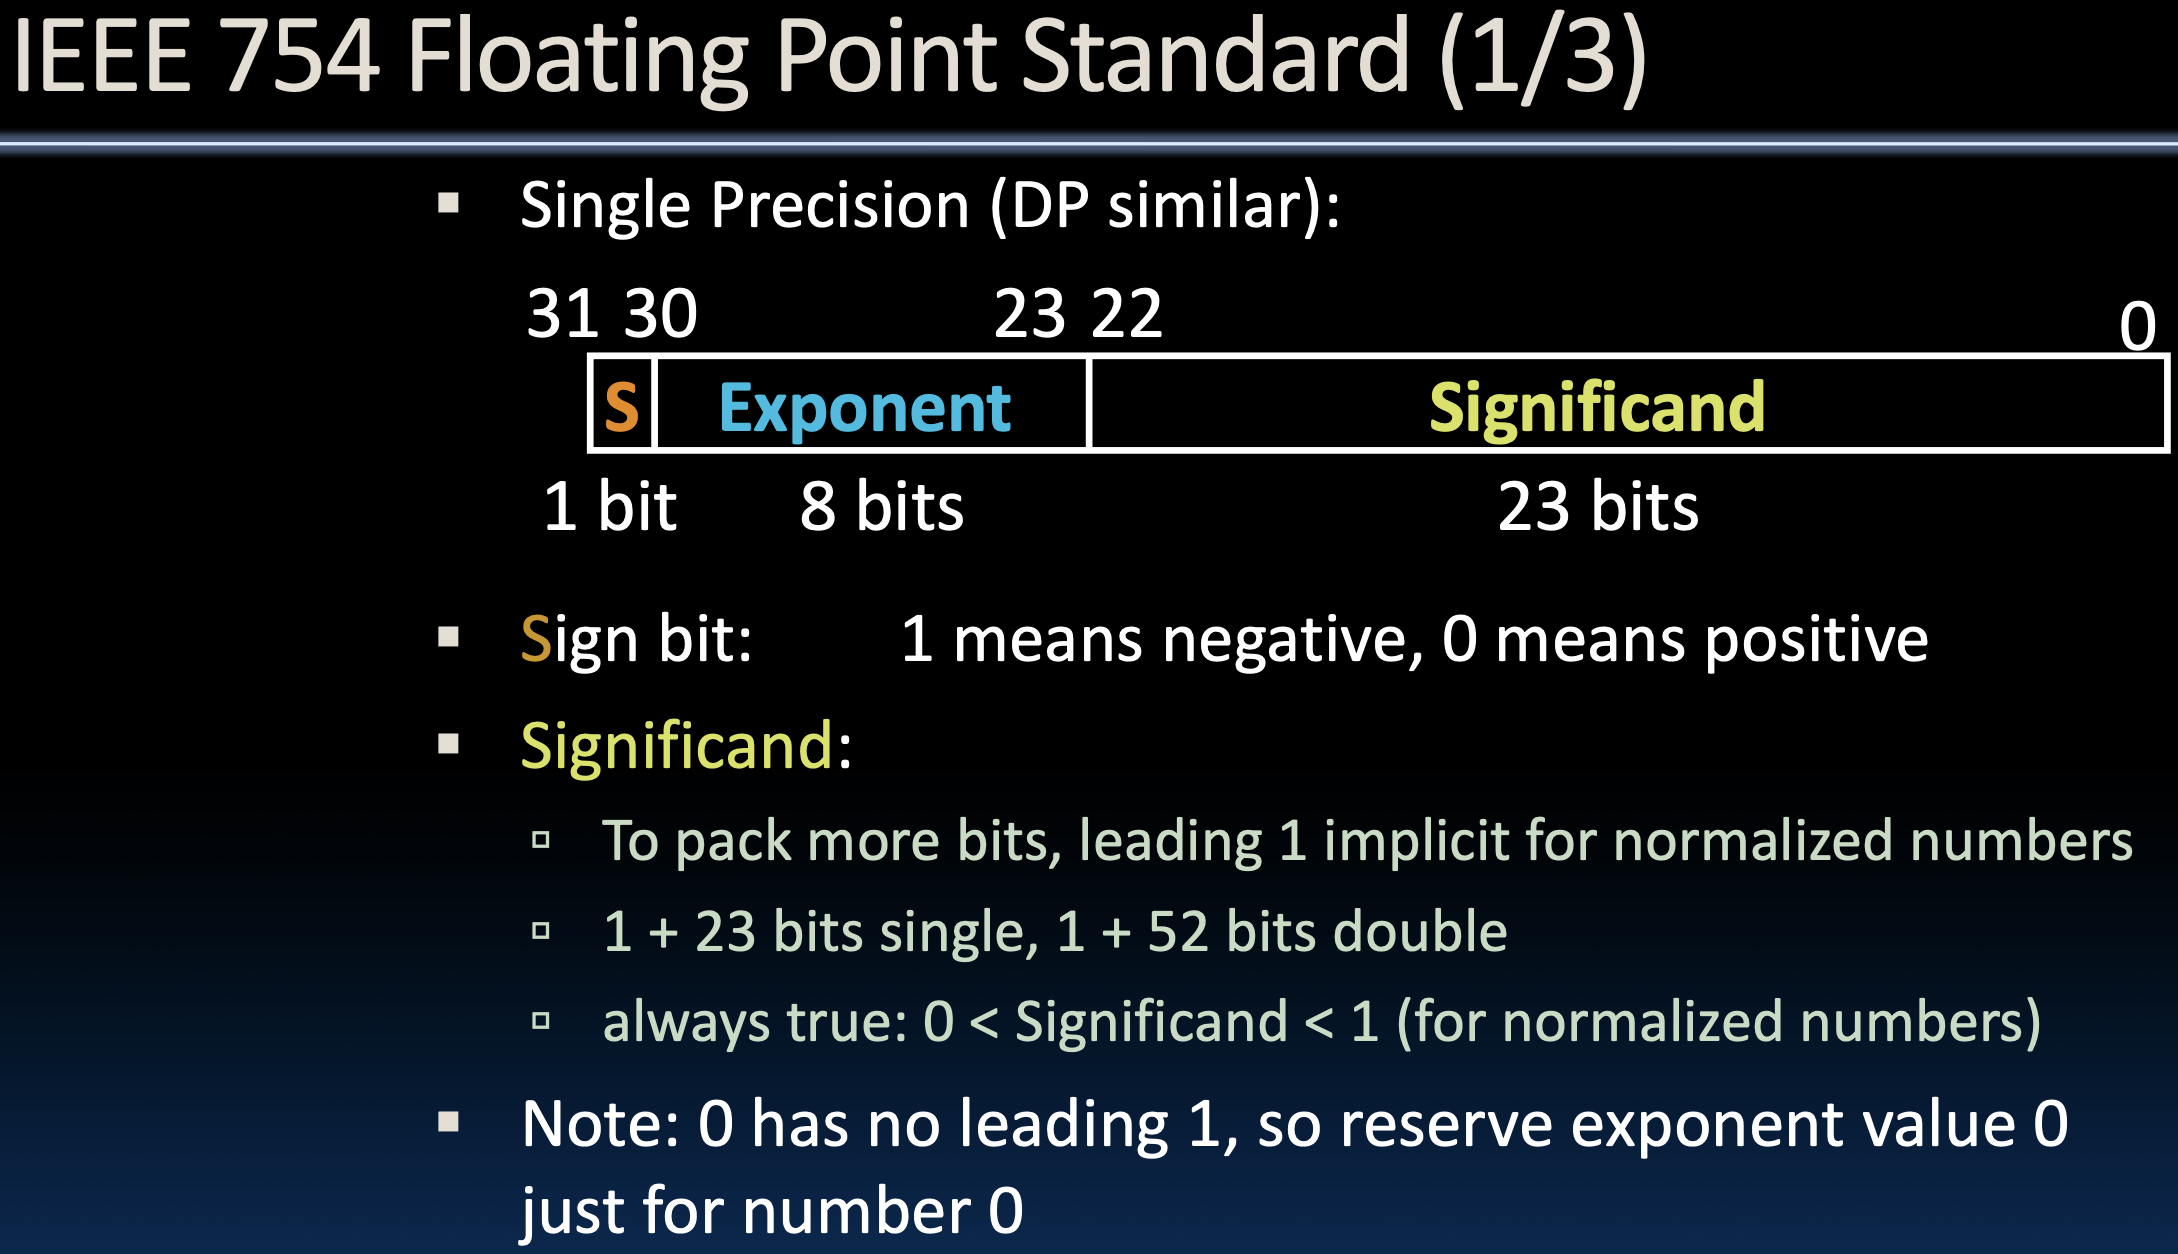 IEEE 754 Floating Point Standard (1/3)
Single Precision (DP similar):
31 30 23 22 0
S Exponent Significand
1 bit 8 bits 23 bits
Sign bit: 1 means negative, 0 means positive
Significand:
To pack more bits, leading 1 implicit for normalized numbers
1 + 23 bits single, 1 + 52 bits double
always true: 0 < Significand < 1 (for normalized numbers)
Note: 0 has no leading 1, so reserve exponent value 0
just for number 0